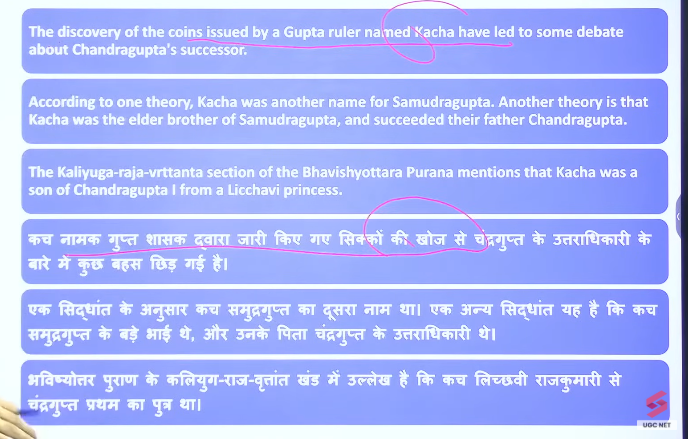 The discovery of the coins issued by a Gupta ruler named Kacha have led to some debate
about Chandragupta's successor.
According to one theory, Kacha was another name for Samudragupta. Another theory is that
Kacha was the elder brother of Samudragupta, and succeeded their father Chandragupta.
The Kaliyuga-raja-vrttanta section of the Bhavishyottara Purana mentions that Kacha was a
son of Chandragupta I from a Licchavi princess.
कच नामक गुप्त शासक द्वारा जारी किए गए सिक्कों की खोज से चंद्रगुप्त के उत्तराधिकारी के
बारे में कुछ बहस छिड़ गई है।
एक सिद्धांत के अनुसार कच समुद्रगुप्त का दूसरा नाम था। एक अन्य सिद्धांत यह है कि कच
समुद्रगुप्त के बड़े भाई थे, और उनके पिता चंद्रगुप्त के उत्तराधिकारी थे।
भविष्योत्तर पुराण के कलियुग-राज-वृत्तांत खंड में उल्लेख है कि कच लिच्छवी राजकुमारी से
चंद्रगुप्त प्रथम का पुत्र था।
UGC NET